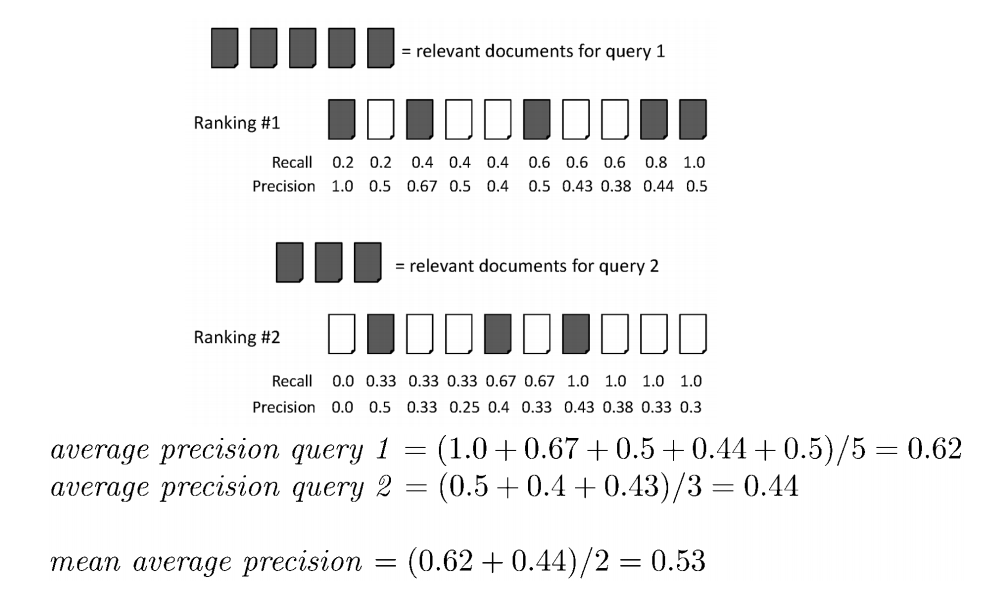 = relevant documents for query 1
Ranking #1
Recall 0.2 0.2 0.4 0.4 0.4 0.6 0.6 0.6 0.8 1.0
Precision 1.0 0.5 0.67 0.5 0.4 0.5 0.43 0.38 0.44 0.5
= relevant documents for query 2
Ranking #2
Recall 0.0 0.33 0.33 0.33 0.67 0.67 1.0 1.0 1.0 1.0
Precision 0.0 0.5 0.33 0.25 0.4 0.33 0.43 0.38 0.33 0.3
average precision query 1 = (1.0 + 0.67 + 0.5 + 0.44 + 0.5)/5 = 0.62
average precision query 2 = (0.5 + 0.4 + 0.43)/3 = 0.44
mean average precision = (0.62 + 0.44)/2 = 0.53